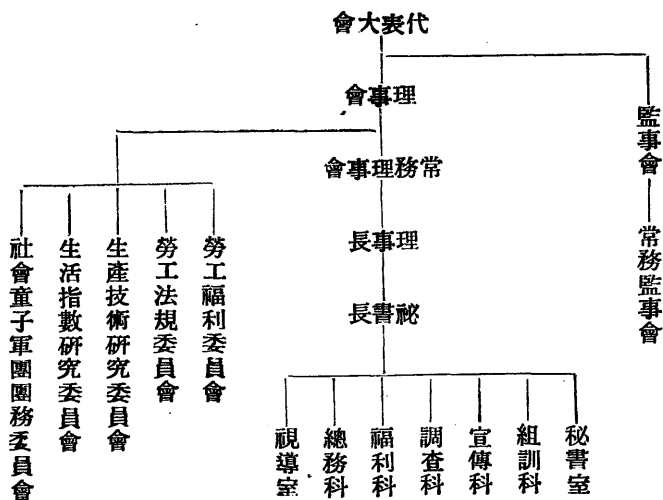 代表大會
理事會
監事會
常務理事會
常務監事會
理事長
祕書長
勞工福利委員會
勞工法規委員會
生產技術研究委員會
生活指數研究委員會
社會童子軍團團務委員會
秘書室
組訓科
宣傳科
調查科
福利科
總務科
視導室